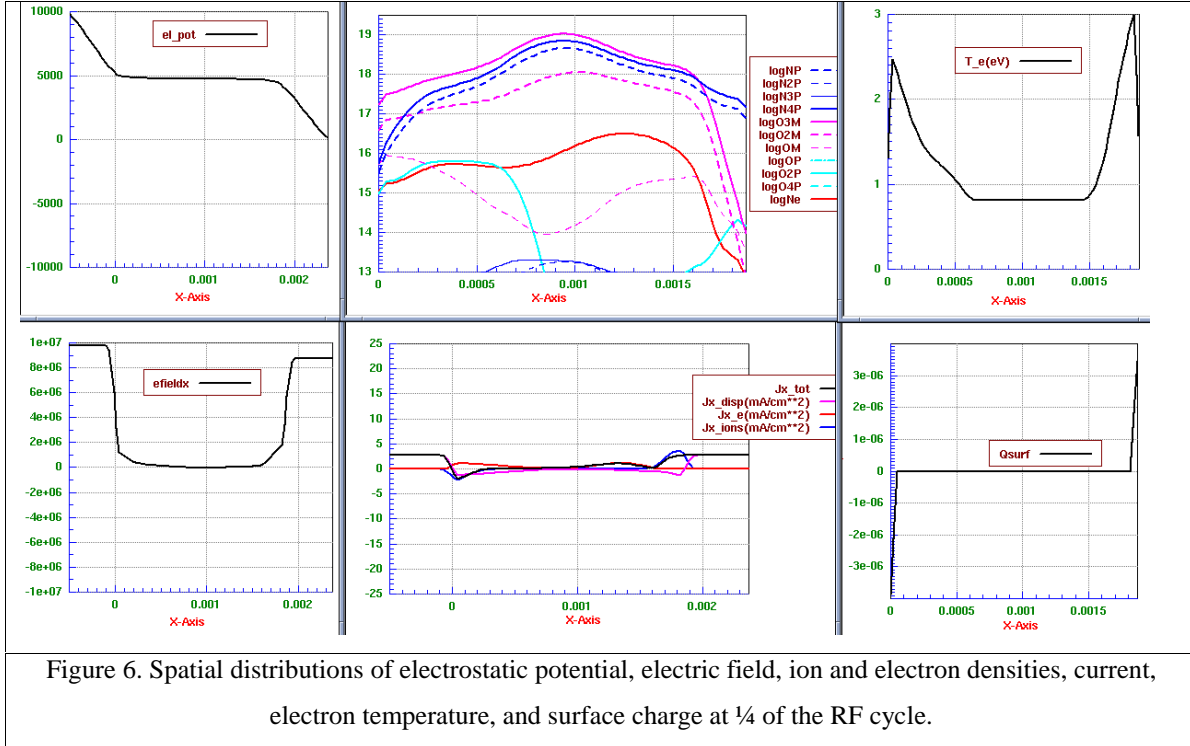 10000
5000
0
5000
-10000
el_pot
0
0.001
0.002
X-Axis
19
18
17
16
15
14
13
0
0.0005
0.001
0.0015
X-Axis
logNP
logN2P
logN3P
logN4P
logO3M
logO2M
logOM
logOP
logO2P
logO4P
logNe
3
2
1
0
T_e(eV)
0
0.0005
0.001
0.0015
X-Axis
1e+07
8e+06
6e+06
4e+06
2e+06
0
-2e+06
-4e+06
-6e+06
-8e+06
-1e+07
efieldx
0
0.001
0.002
X-Axis
25
20
15
10
5
0
-5
-10
-15
-20
-25
Jx_tot
Jx_disp(mA/cm**2)
Jx_e(mA/cm**2)
Jx_ions(mA/cm**2)
0
0.001
0.002
X-Axis
3e-06
2e-06
1e-06
0
-1e-06
-2e-06
-3e-06
Qsurf
0
0.0005
0.001
0.0015
X-Axis
Figure 6. Spatial distributions of electrostatic potential, electric field, ion and electron densities, current,
electron temperature, and surface charge at ¼ of the RF cycle.